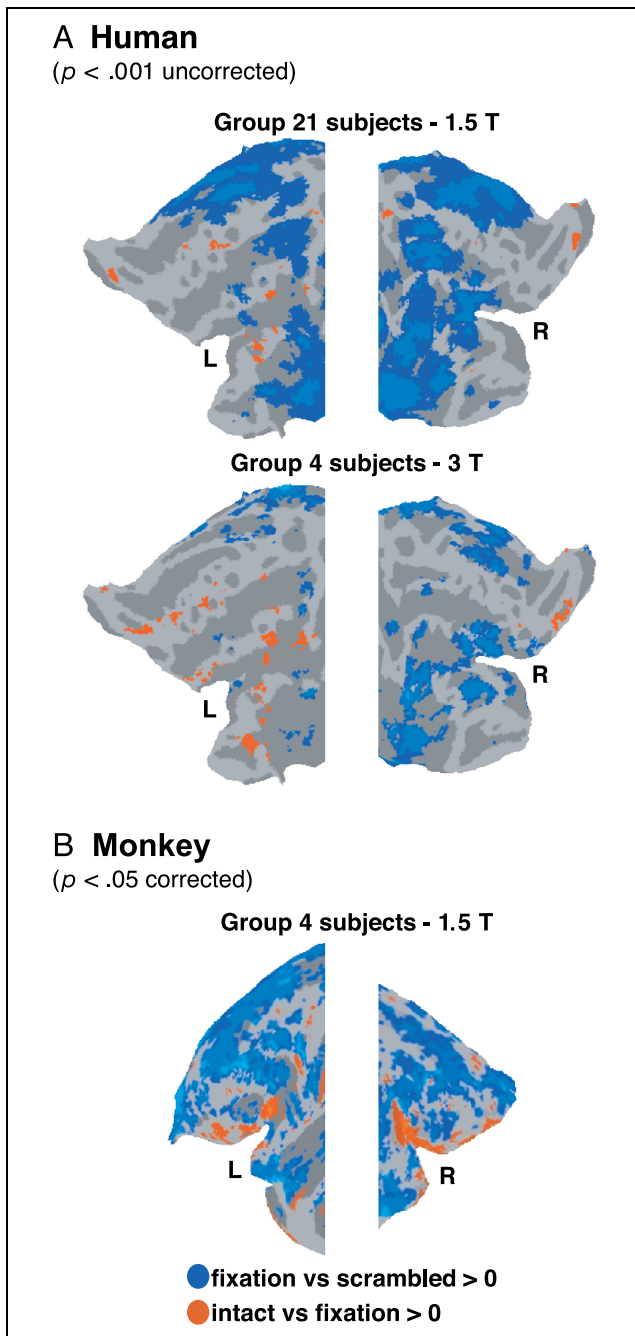 A Human
(p < .001 uncorrected)
Group 21 subjects - 1.5 T
L
R
Group 4 subjects - 3 T
L
R
B Monkey
(p < .05 corrected)
Group 4 subjects - 1.5 T
L
R
fixation vs scrambled > 0
intact vs fixation > 0